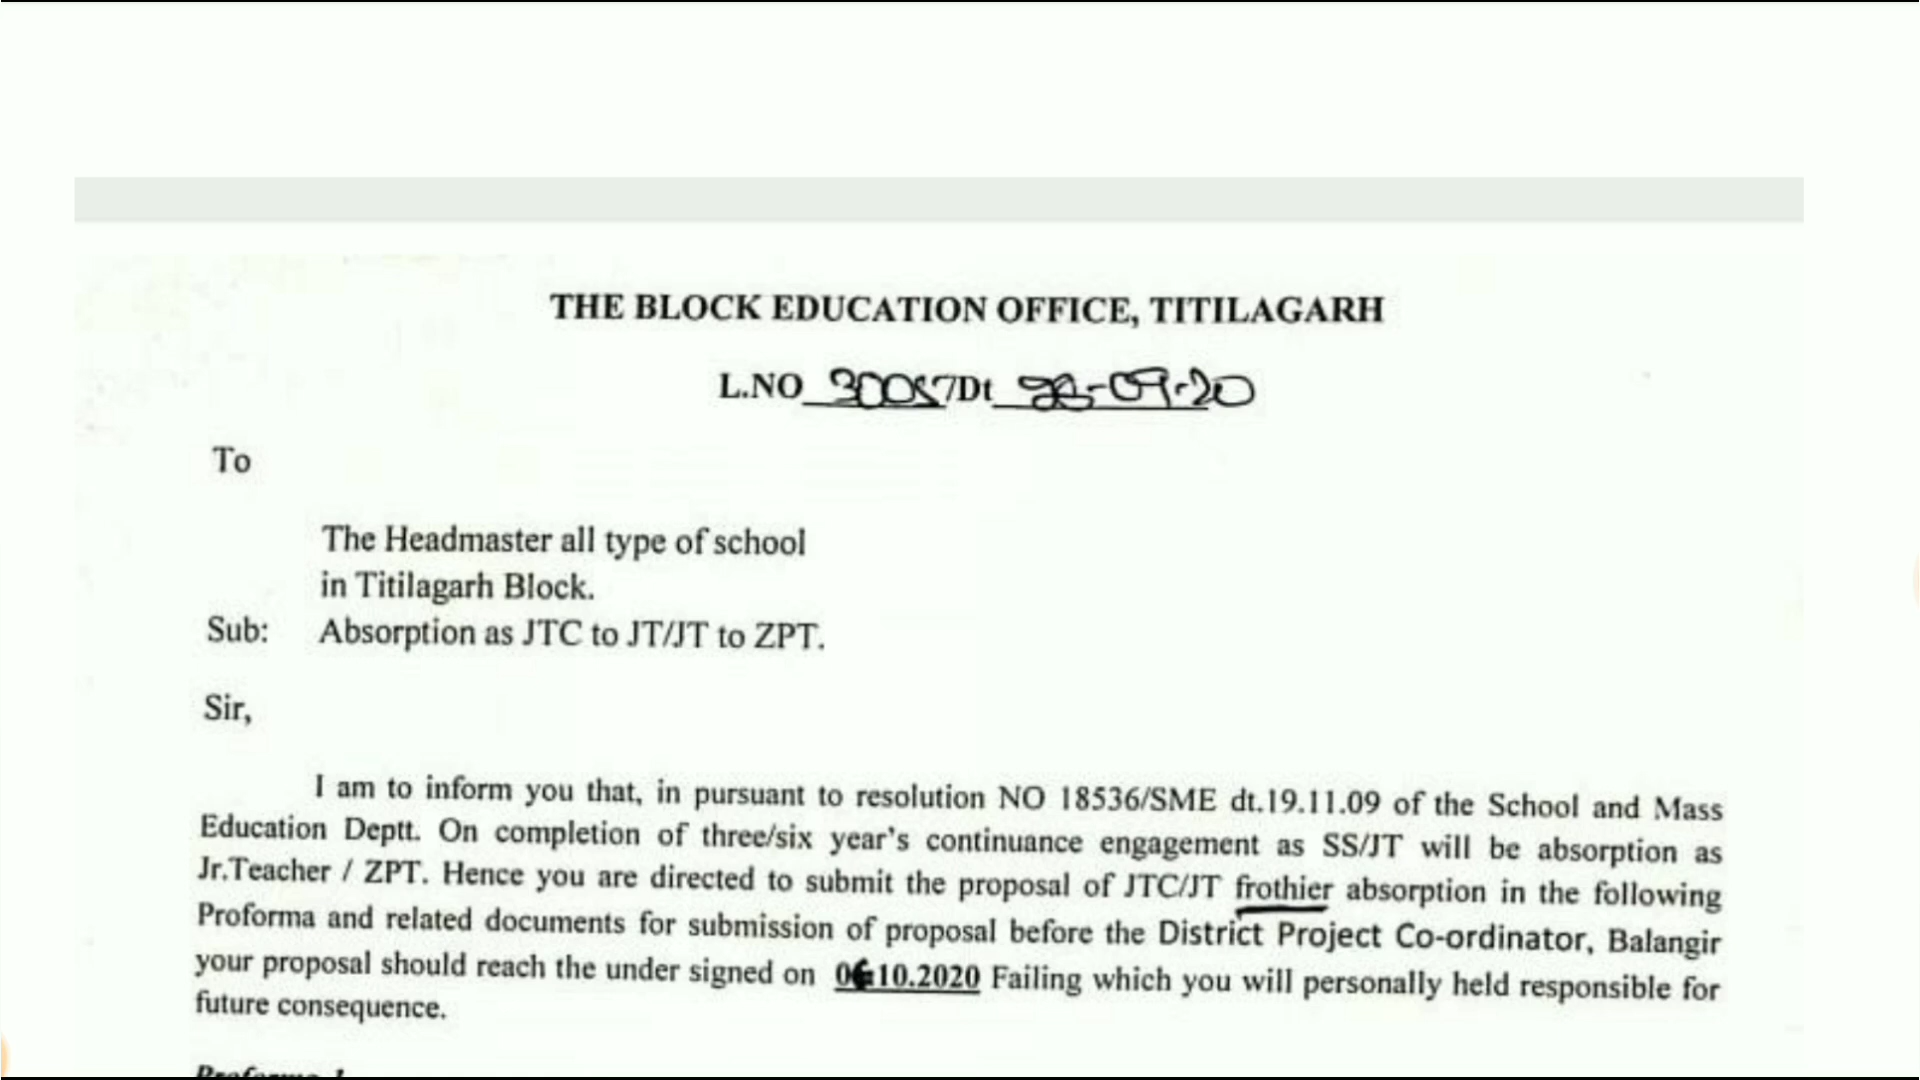 THE BLOCK EDUCATION OFFICE, TITILAGARH
L.NO Dt -09-20
To
The Headmaster all type of school
in Titilagarh Block.
Sub: Absorption as JTC to JT/JT to ZPT.
Sir,
I am to inform you that, in pursuant to resolution NO 18536/SME dt.19.11.09 of the School and Mass
Education Deptt. On completion of three/six year's continuance engagement as SS/JT will be absorption as
Jr.Teacher / ZPT. Hence you are directed to submit the proposal of JTC/JT frothier absorption in the following
Proforma and related documents for submission of proposal before the District Project Co-ordinator, Balangir
your proposal should reach the under signed on 10.2020 Failing which you will personally held responsible for
future consequence.